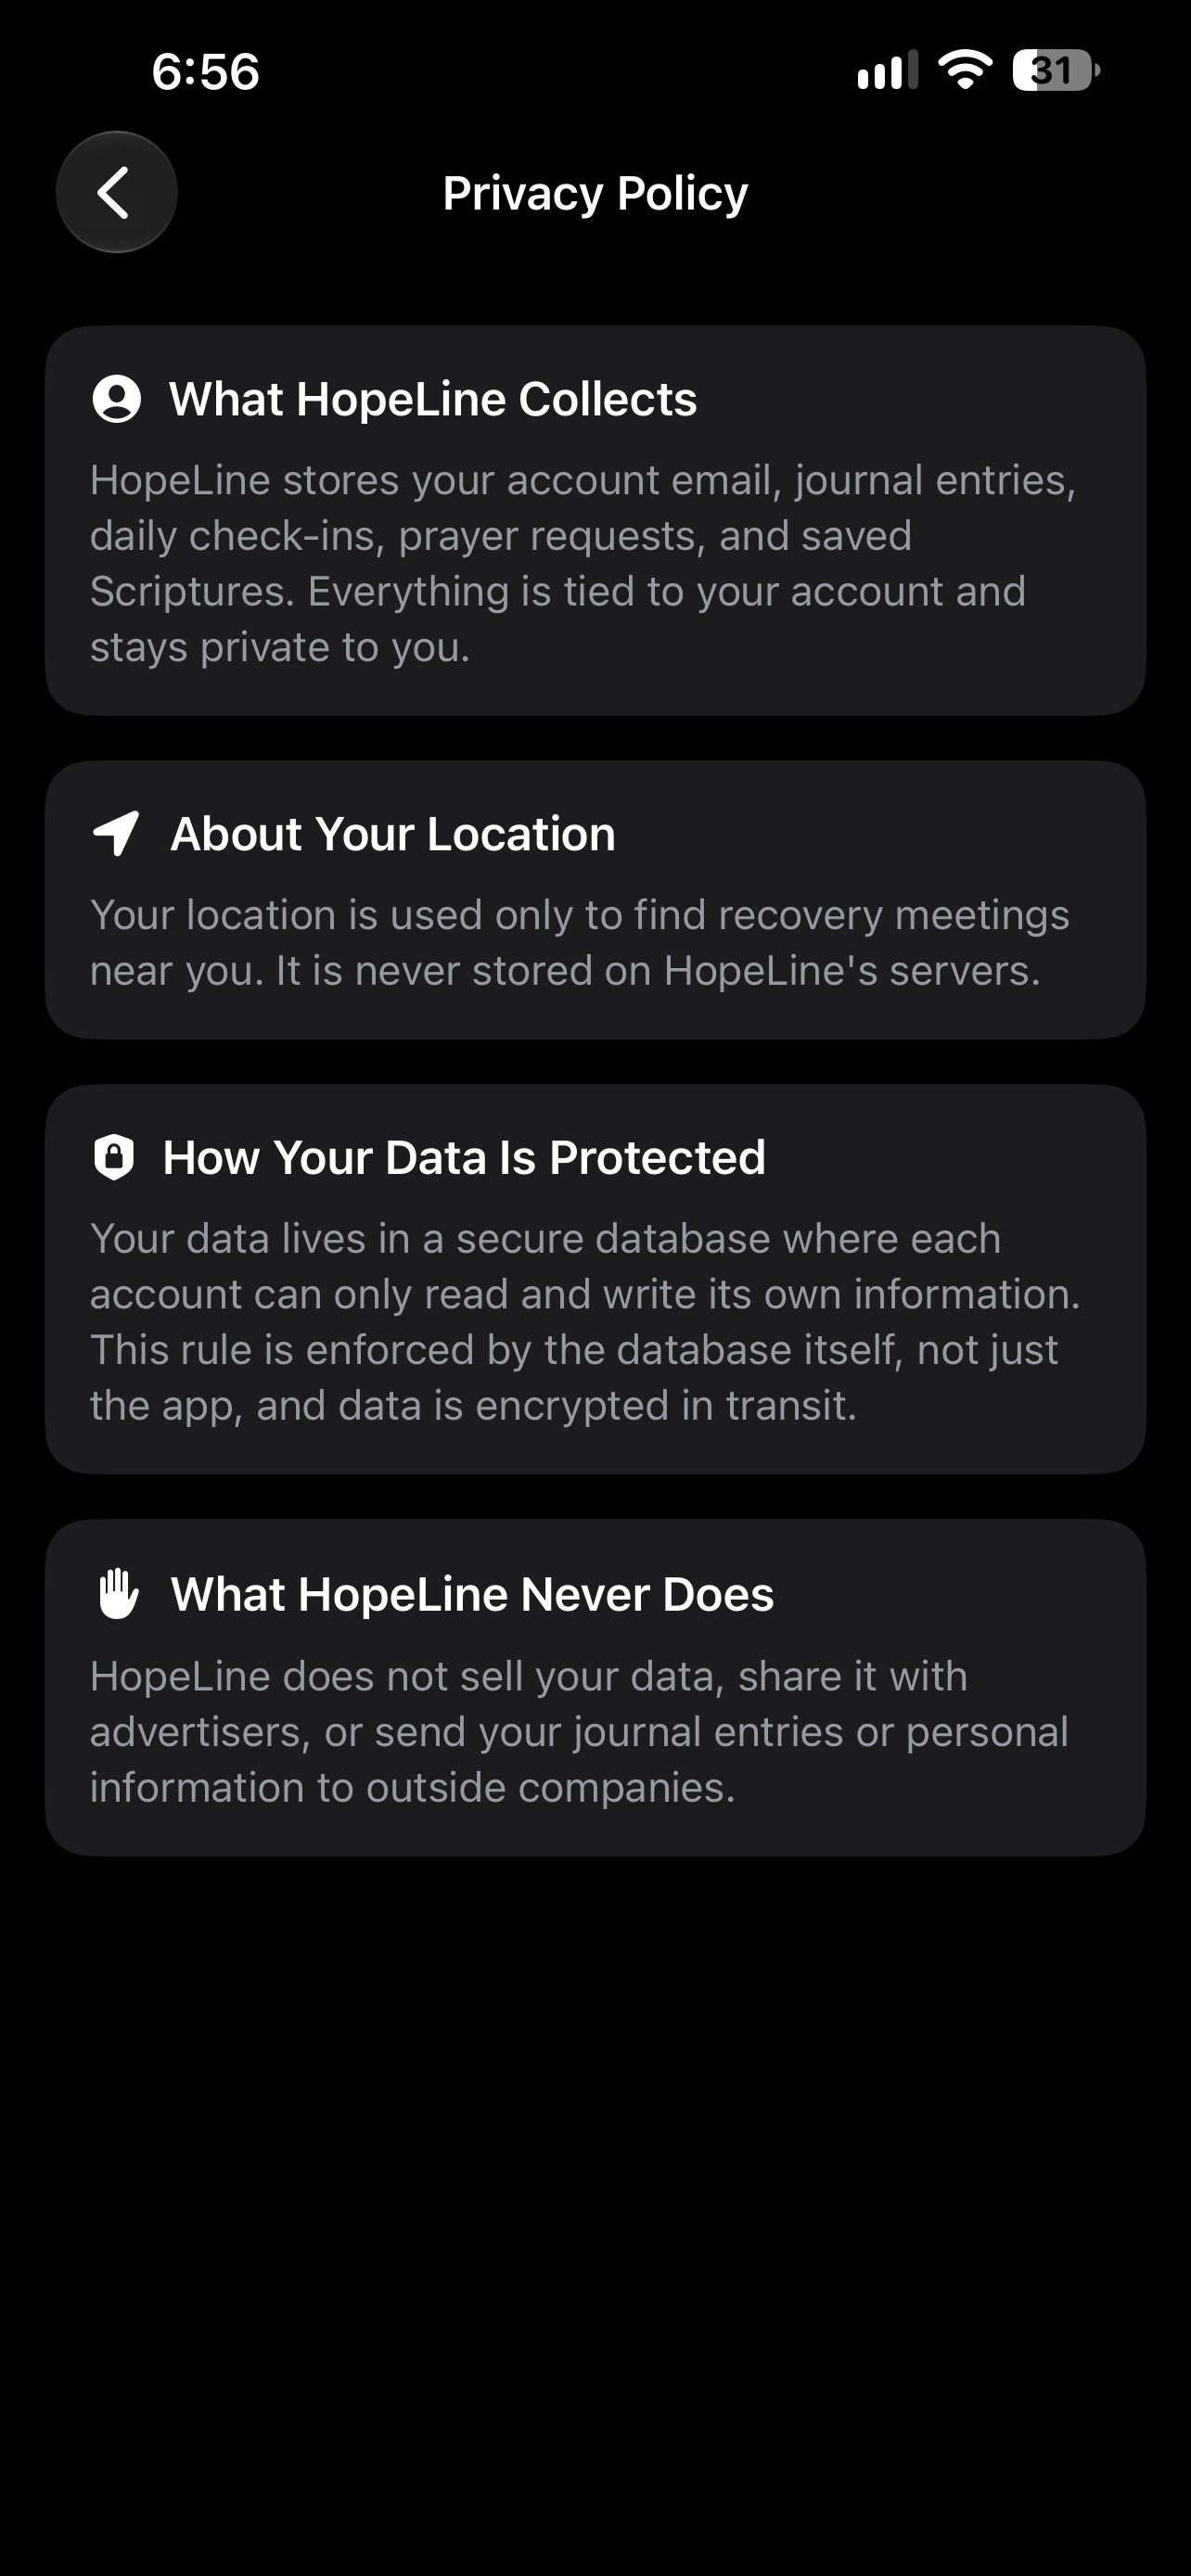 6:56
31
Privacy Policy
What HopeLine Collects
HopeLine stores your account email, journal entries,
daily check-ins, prayer requests, and saved
Scriptures. Everything is tied to your account and
stays private to you.
About Your Location
Your location is used only to find recovery meetings
near you. It is never stored on HopeLine's servers.
How Your Data Is Protected
Your data lives in a secure database where each
account can only read and write its own information.
This rule is enforced by the database itself, not just
the app, and data is encrypted in transit.
What HopeLine Never Does
HopeLine does not sell your data, share it with
advertisers, or send your journal entries or personal
information to outside companies.